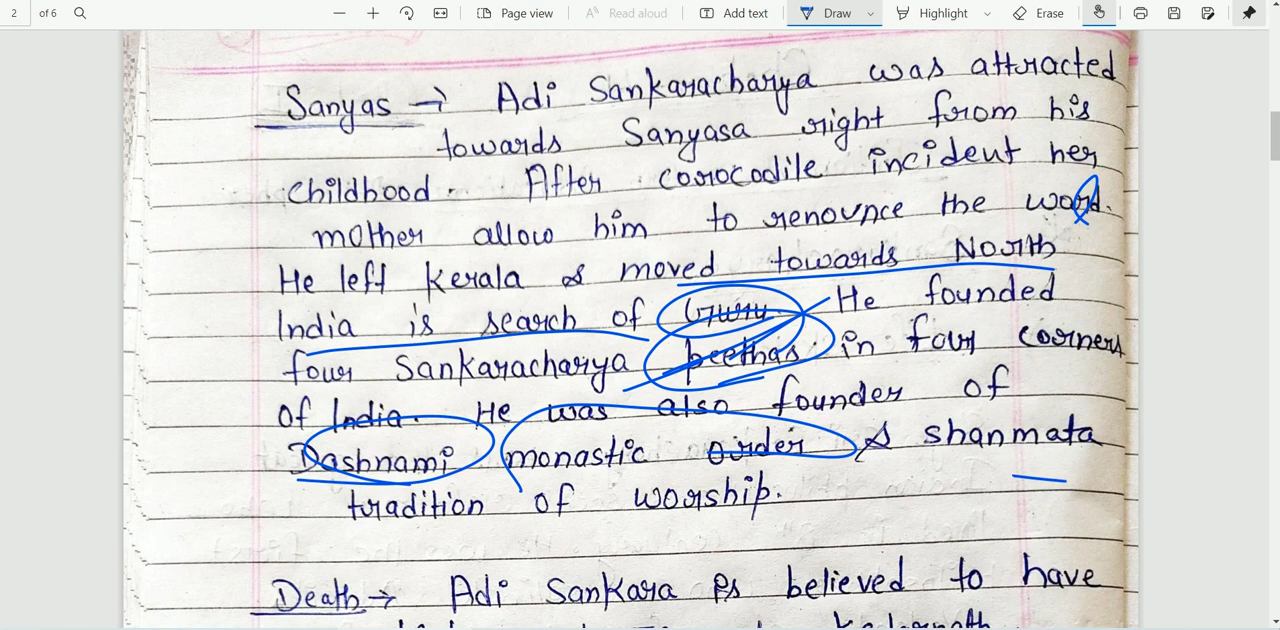 2 of 6 Page view Read aloud Add text Draw Highlight Erase
Sanyas → Adi Sankaracharya was attracted
towards Sanyasa right from his
childhood. After corocodile incident her
mother allow him to renounce the word.
He left Kerala & moved towards North
India is search of Guru. He founded
four Sankaracharya peethas in four corners
of India. He was also founder of
Dashnami monastic order & shanmata
tradition of worship.
Death → Adi Sankara is believed to have